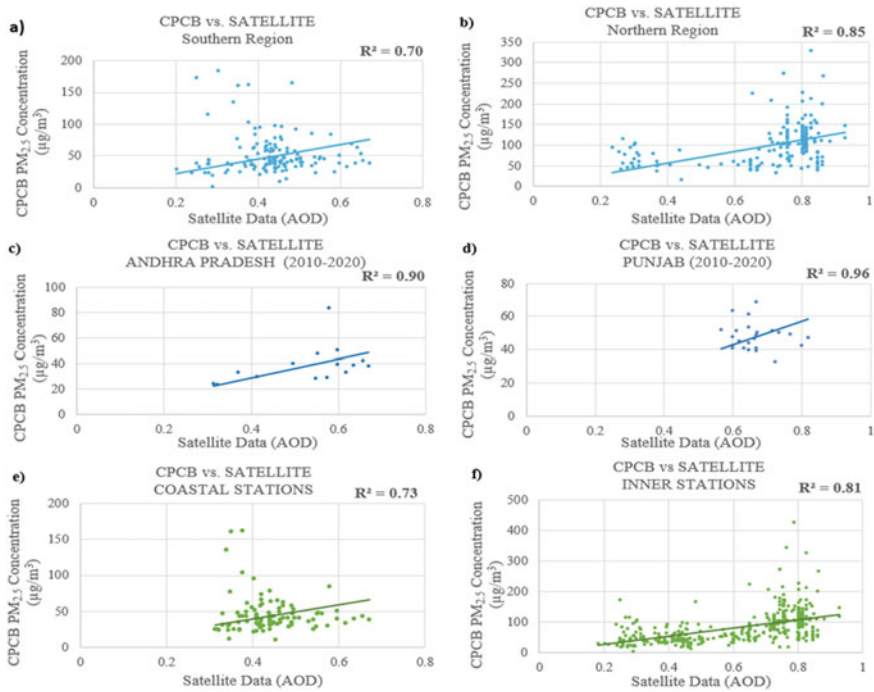 a)
CPCB vs. SATELLITE
Southern Region
R² = 0.70
CPCB PM₂.₅ Concentration
(µg/m³)
200
150
100
50
0
0 0.2 0.4 0.6 0.8
Satellite Data (AOD)
b)
CPCB vs. SATELLITE
Northern Region
R² = 0.85
CPCB PM₂.₅ Concentration
(µg/m³)
350
300
250
200
150
100
50
0
0 0.2 0.4 0.6 0.8 1
Satellite Data (AOD)
c)
CPCB vs. SATELLITE
ANDHRA PRADESH (2010-2020)
R² = 0.90
CPCB PM₂.₅ Concentration
(µg/m³)
100
80
60
40
20
0
0 0.2 0.4 0.6 0.8
Satellite Data (AOD)
d)
CPCB vs. SATELLITE
PUNJAB (2010-2020)
R² = 0.96
CPCB PM₂.₅ Concentration
(µg/m³)
80
60
40
20
0
0 0.2 0.4 0.6 0.8 1
Satellite Data (AOD)
e)
CPCB vs. SATELLITE
COASTAL STATIONS
R² = 0.73
CPCB PM₂.₅ Concentration
(µg/m³)
200
150
100
50
0
0 0.2 0.4 0.6 0.8
Satellite Data (AOD)
f)
CPCB vs SATELLITE
INNER STATIONS
R² = 0.81
CPCB PM₂.₅ Concentration
(µg/m³)
500
400
300
200
100
0
0 0.2 0.4 0.6 0.8 1
Satellite Data (AOD)